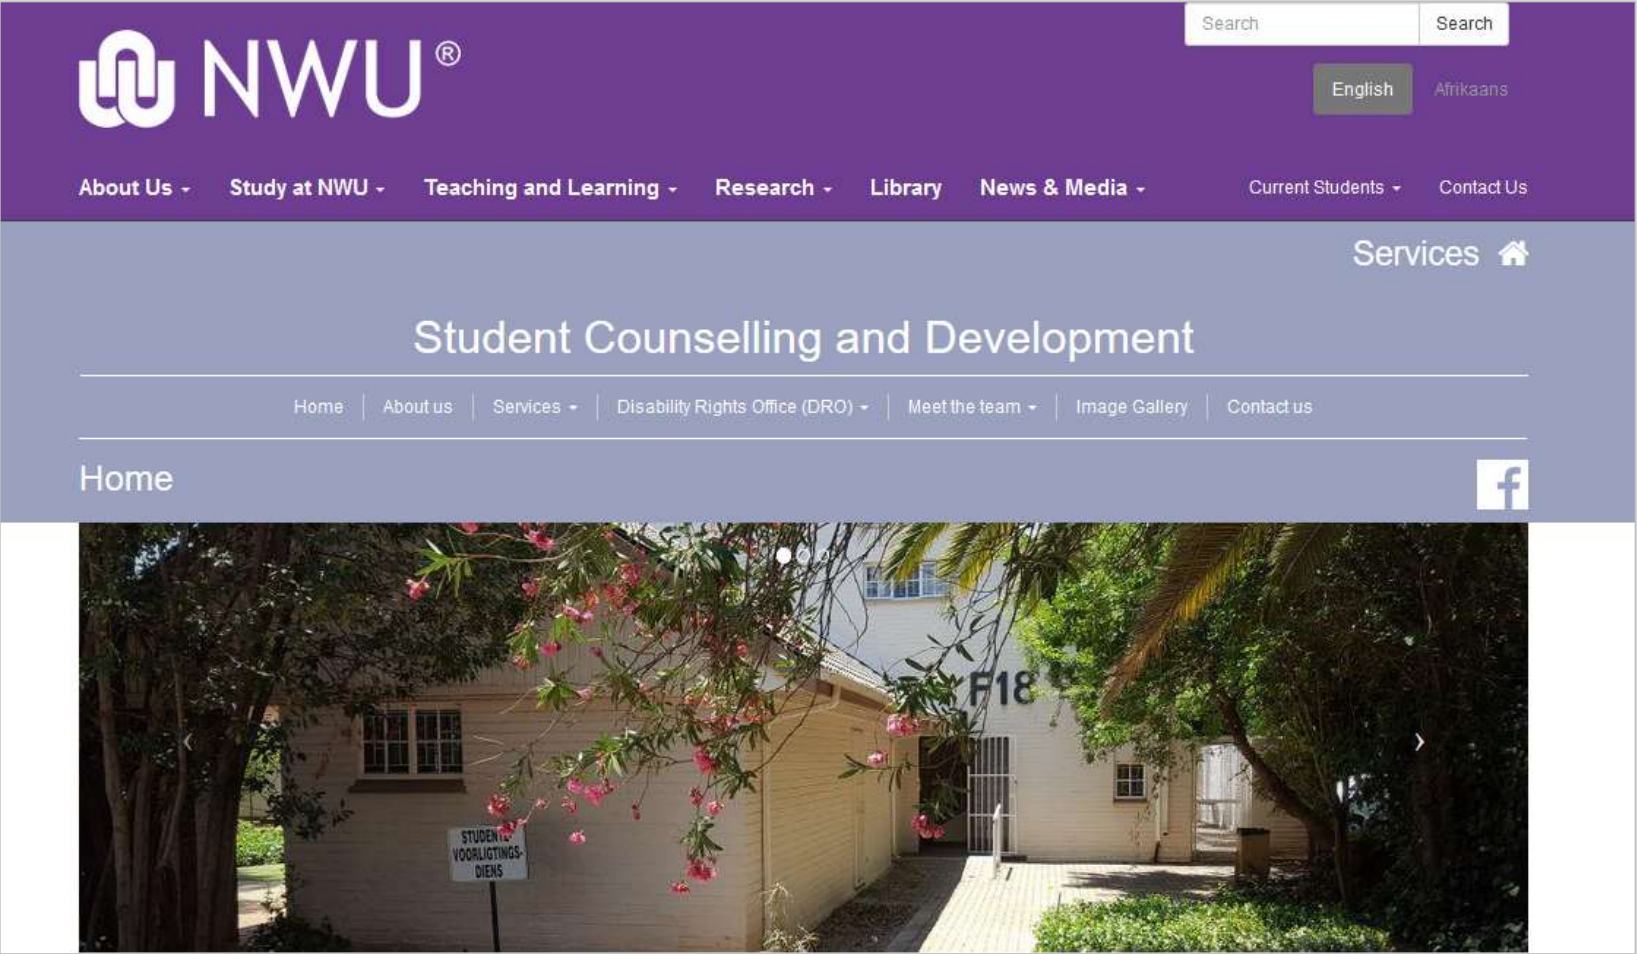 Search
Search
NWU®
English
Afrikaans
About Us
Study at NWU
Teaching and Learning
Research
Library
News & Media
Current Students
Contact Us
Services
Student Counselling and Development
Home
About us
Services
Disability Rights Office (DRO)
Meet the team
Image Gallery
Contact us
Home
F18
STUDENTE-
VOORLIGTINGS-
DIENS